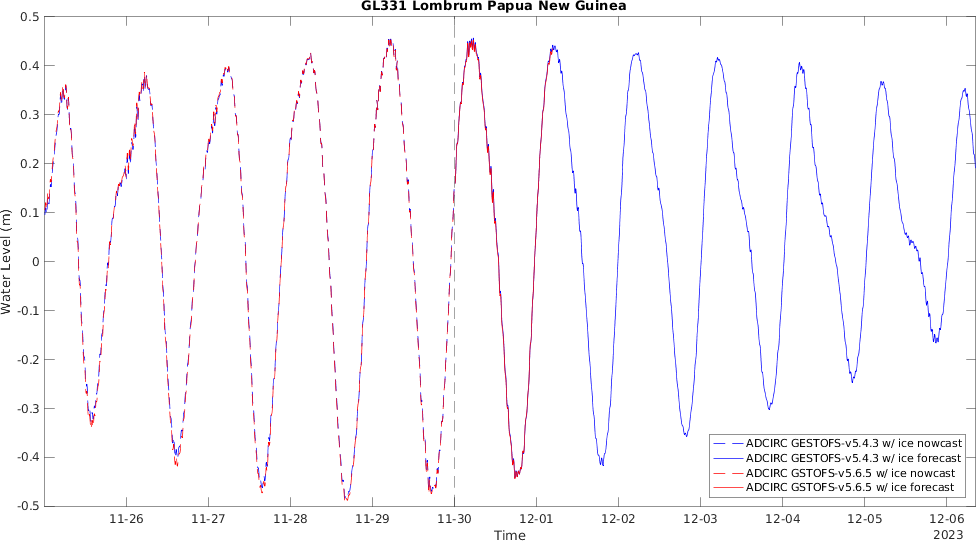 GL331 Lombrum Papua New Guinea
Water Level (m)
0.5
0.4
0.3
0.2
0.1
0
-0.1
-0.2
-0.3
-0.4
-0.5
ADCIRC GESTOFS-v5.4.3 w/ ice nowcast
ADCIRC GESTOFS-v5.4.3 w/ ice forecast
ADCIRC GSTOFS-v5.6.5 w/ ice nowcast
ADCIRC GSTOFS-v5.6.5 w/ ice forecast
11-26 11-27 11-28 11-29 11-30 12-01 12-02 12-03 12-04 12-05 12-06
Time
2023